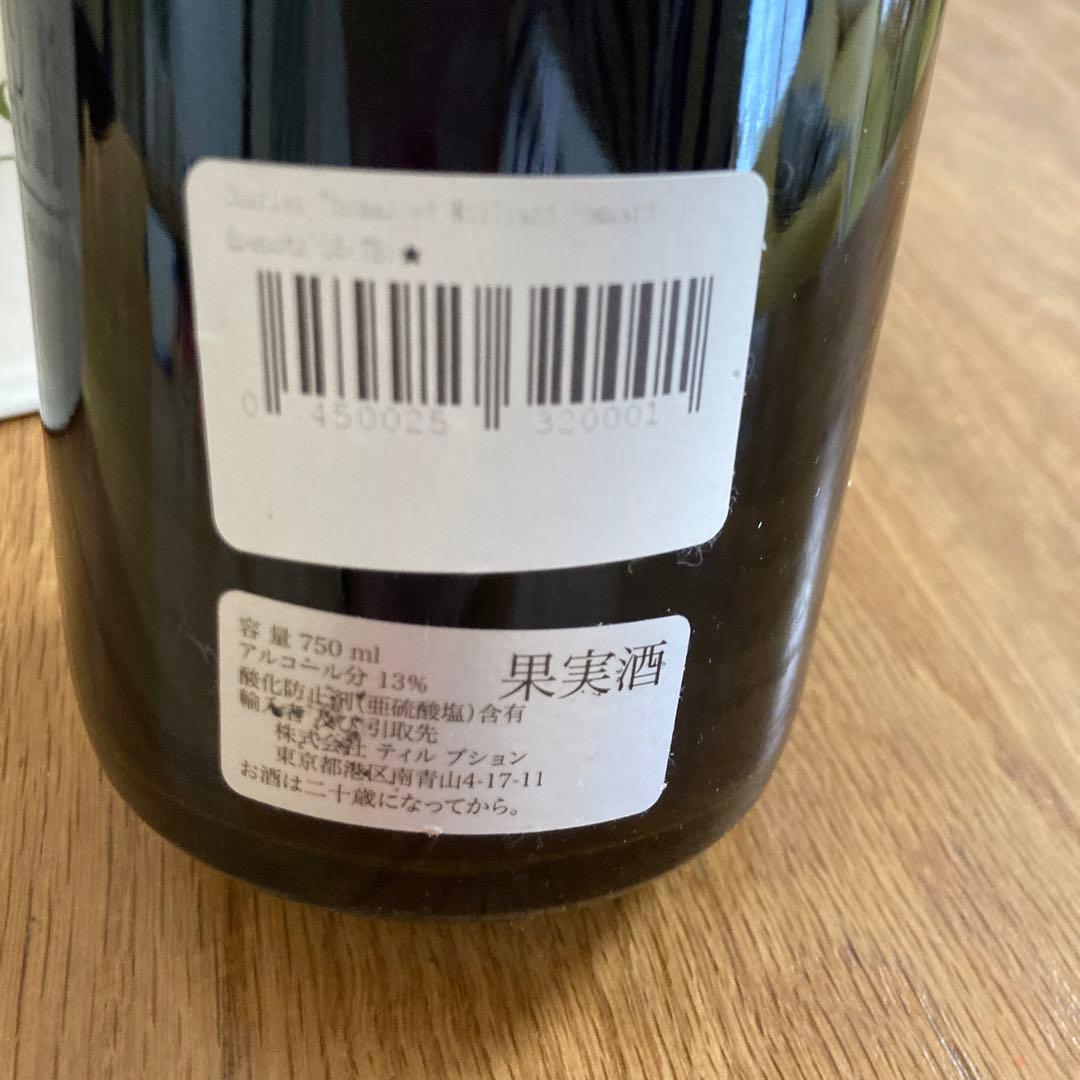 Charles Thomas et Moillard
★
0 450025 320001
容量 750 ml
アルコール分 13%
果実酒
酸化防止剤(亜硫酸塩)含有
輸入者 及び 引取先
株式会社 ティル ブション
東京都港区南青山4-17-11
お酒は二十歳になってから。